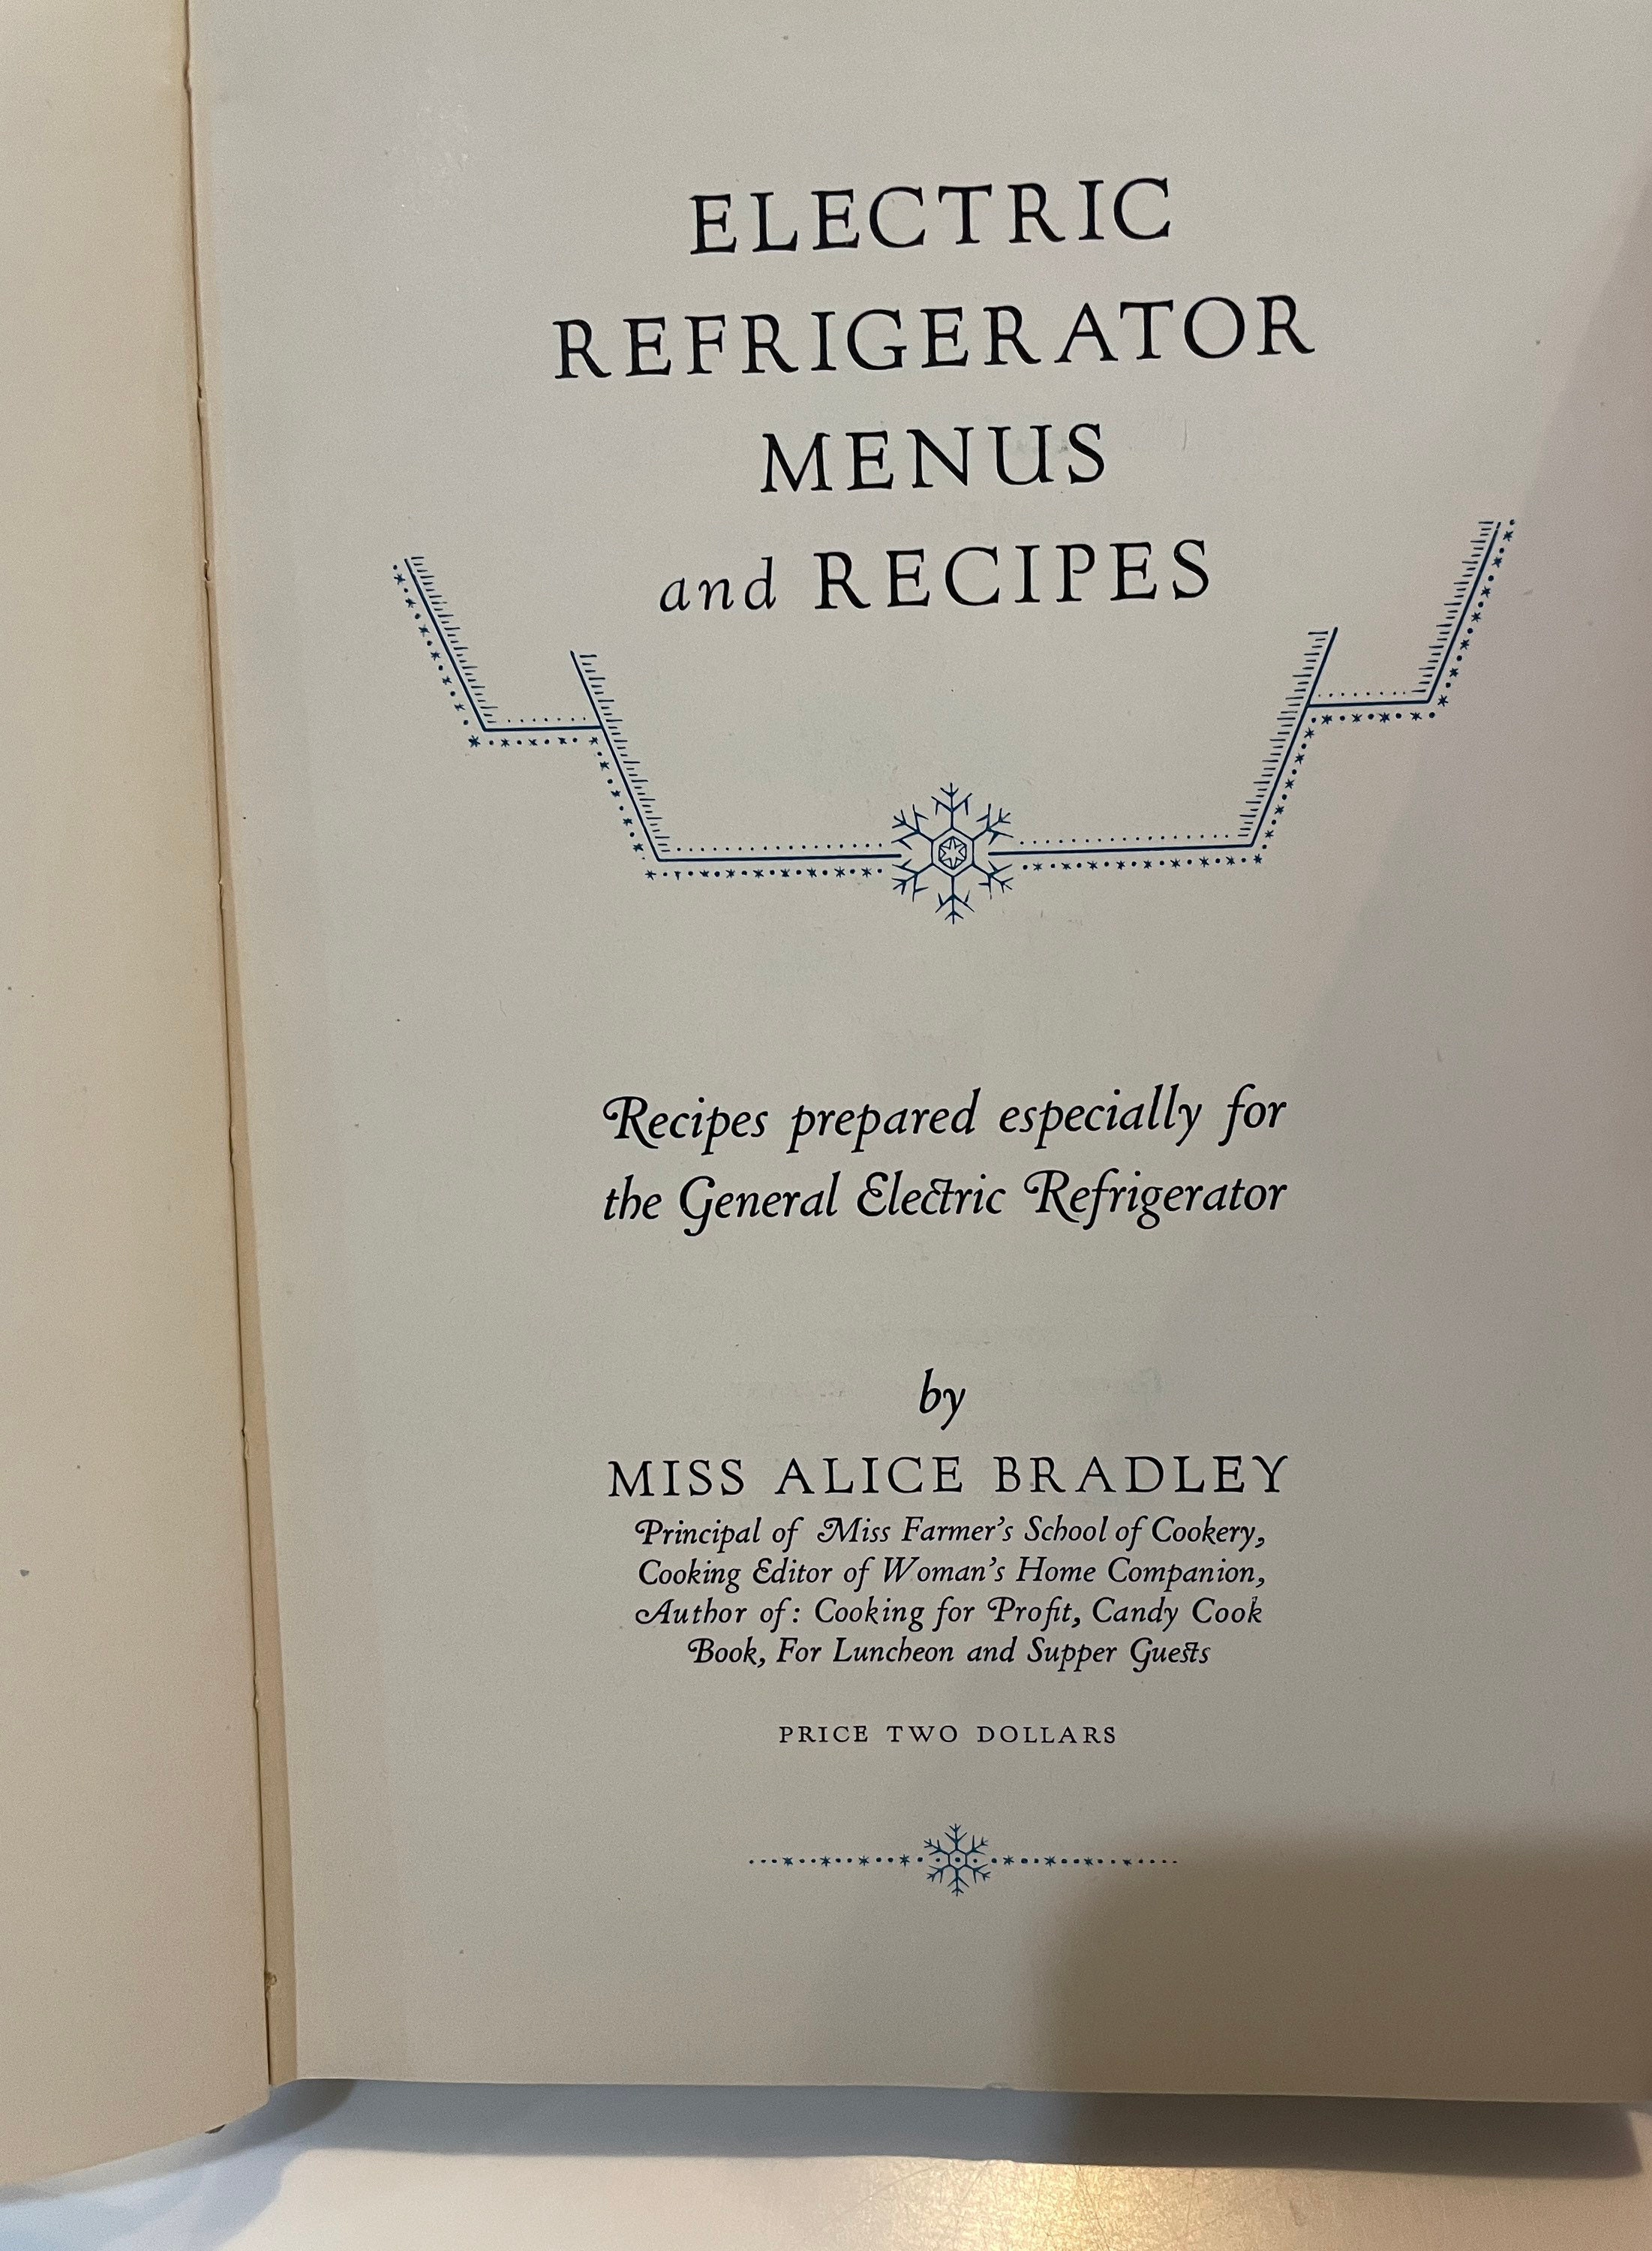 ELECTRIC
REFRIGERATOR
MENUS
and RECIPES
Recipes prepared especially for
the General Electric Refrigerator
by
MISS ALICE BRADLEY
Principal of Miss Farmer's School of Cookery,
Cooking Editor of Woman's Home Companion,
Author of: Cooking for Profit, Candy Cook
Book, For Luncheon and Supper Guests
PRICE TWO DOLLARS